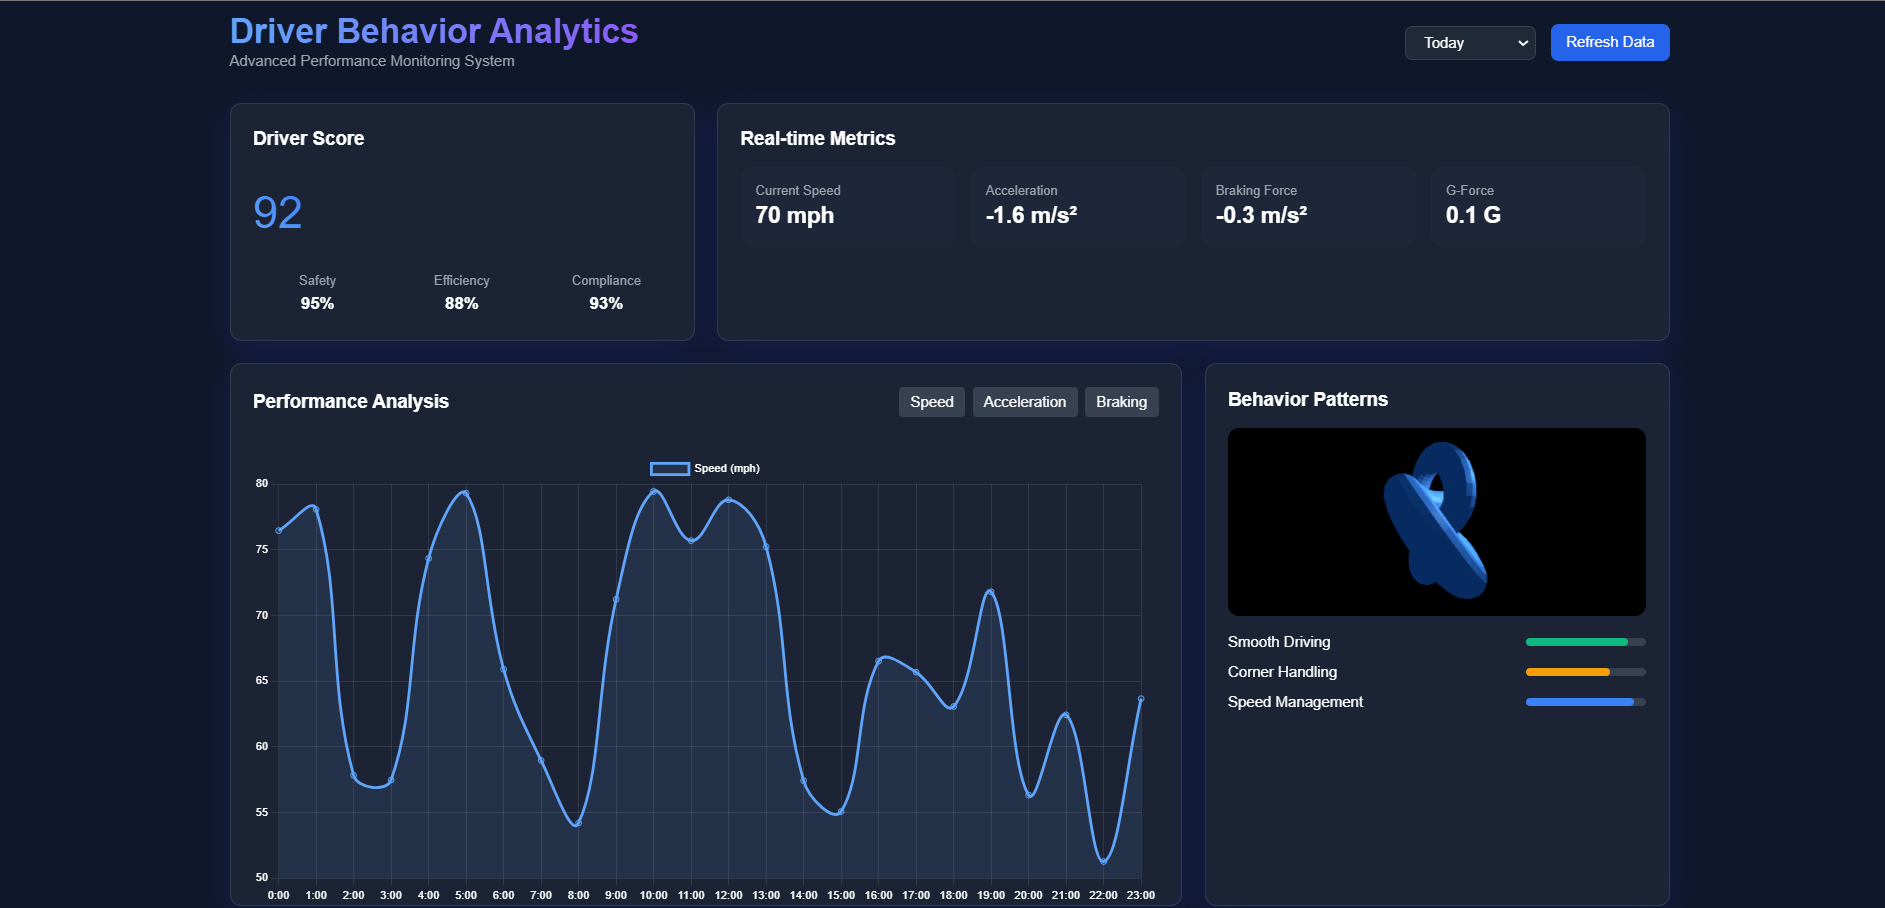 Driver Behavior Analytics
Advanced Performance Monitoring System
Today
Refresh Data
Driver Score
92
Safety
95%
Efficiency
88%
Compliance
93%
Real-time Metrics
Current Speed
70 mph
Acceleration
-1.6 m/s²
Braking Force
-0.3 m/s²
G-Force
0.1 G
Performance Analysis
Speed
Acceleration
Braking
Speed (mph)
80
75
70
65
60
55
50
0:00 1:00 2:00 3:00 4:00 5:00 6:00 7:00 8:00 9:00 10:00 11:00 12:00 13:00 14:00 15:00 16:00 17:00 18:00 19:00 20:00 21:00 22:00 23:00
Behavior Patterns
Smooth Driving
Corner Handling
Speed Management